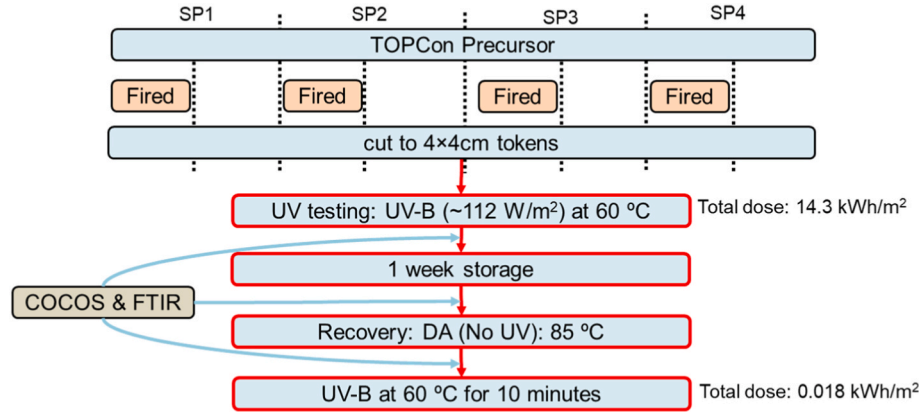 SP1 SP2 SP3 SP4
TOPCon Precursor
Fired Fired Fired Fired
cut to 4×4cm tokens
UV testing: UV-B (~112 W/m²) at 60 ºC Total dose: 14.3 kWh/m²
1 week storage
COCOS & FTIR
Recovery: DA (No UV): 85 ºC
UV-B at 60 ºC for 10 minutes Total dose: 0.018 kWh/m²